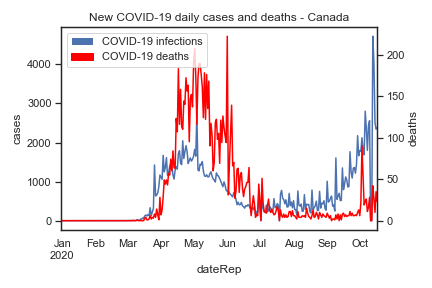 New COVID-19 daily cases and deaths - Canada
COVID-19 infections
COVID-19 deaths
4000
3000
2000
1000
0
cases
200
150
100
50
0
deaths
Jan Feb Mar Apr May Jun Jul Aug Sep Oct
2020
dateRep